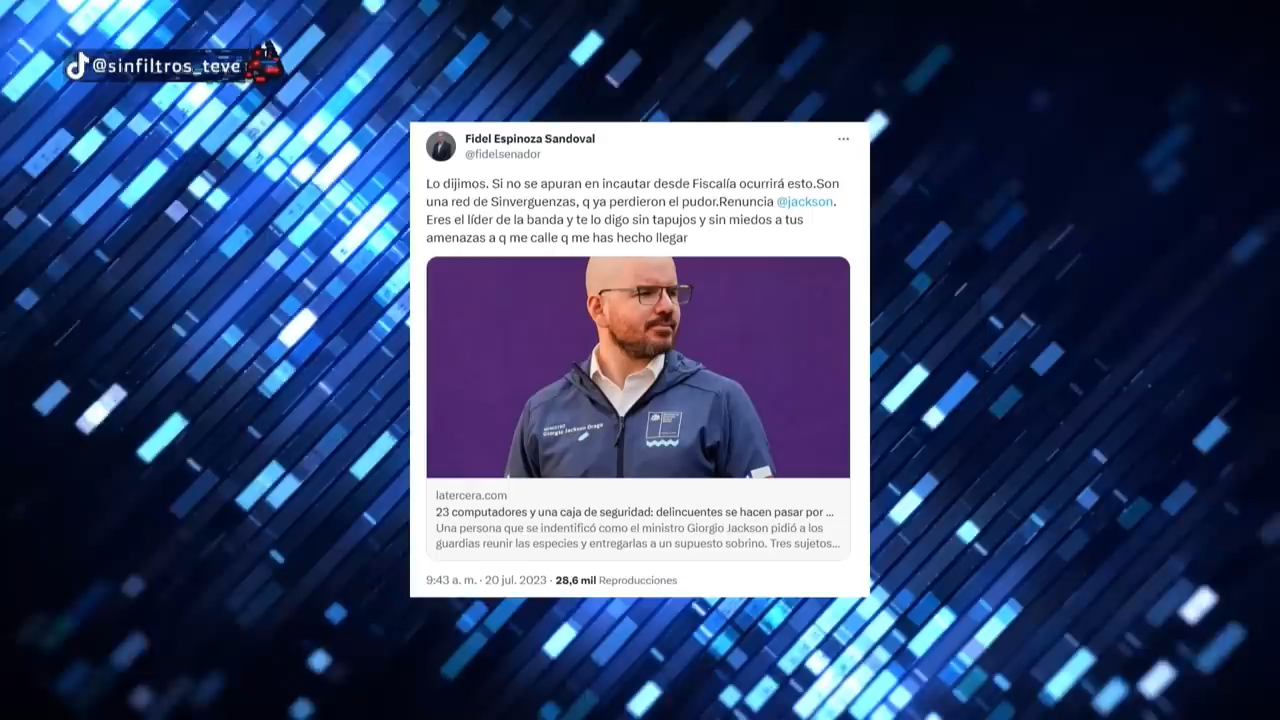 @sinfiltros_teve
Fidel Espinoza Sandoval
@fidelsenador
Lo dijimos. Si no se apuran en incautar desde Fiscalía ocurrirá esto.Son
una red de Sinverguenzas, q ya perdieron el pudor.Renuncia @jackson.
Eres el líder de la banda y te lo digo sin tapujos y sin miedos a tus
amenazas a q me calle q me has hecho llegar
Giorgio Jackson Drago
latercera.com
23 computadores y una caja de seguridad: delincuentes se hacen pasar por ...
Una persona que se indentificó como el ministro Giorgio Jackson pidió a los
guardias reunir las especies y entregarlas a un supuesto sobrino. Tres sujetos...
9:43 a. m. · 20 jul. 2023 · 28,6 mil Reproducciones